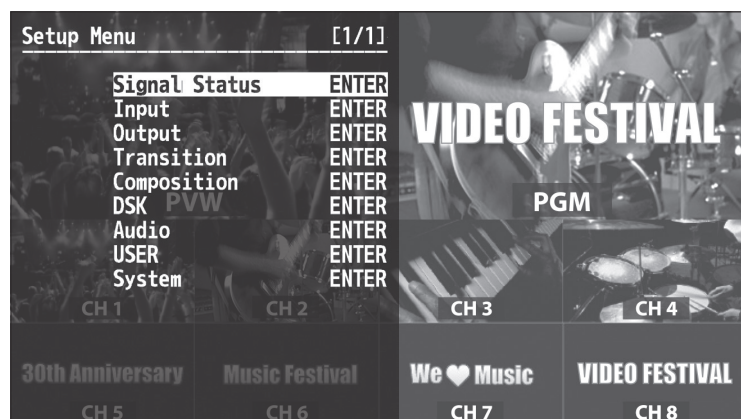 Setup Menu [1/1]
Signal Status ENTER
Input ENTER
Output ENTER
Transition ENTER
Composition ENTER
DSK ENTER
Audio ENTER
USER ENTER
System ENTER
PVW
VIDEO FESTIVAL
PGM
CH 1
CH 2
CH 3
CH 4
30th Anniversary
CH 5
Music Festival
CH 6
We ♥ Music
CH 7
VIDEO FESTIVAL
CH 8